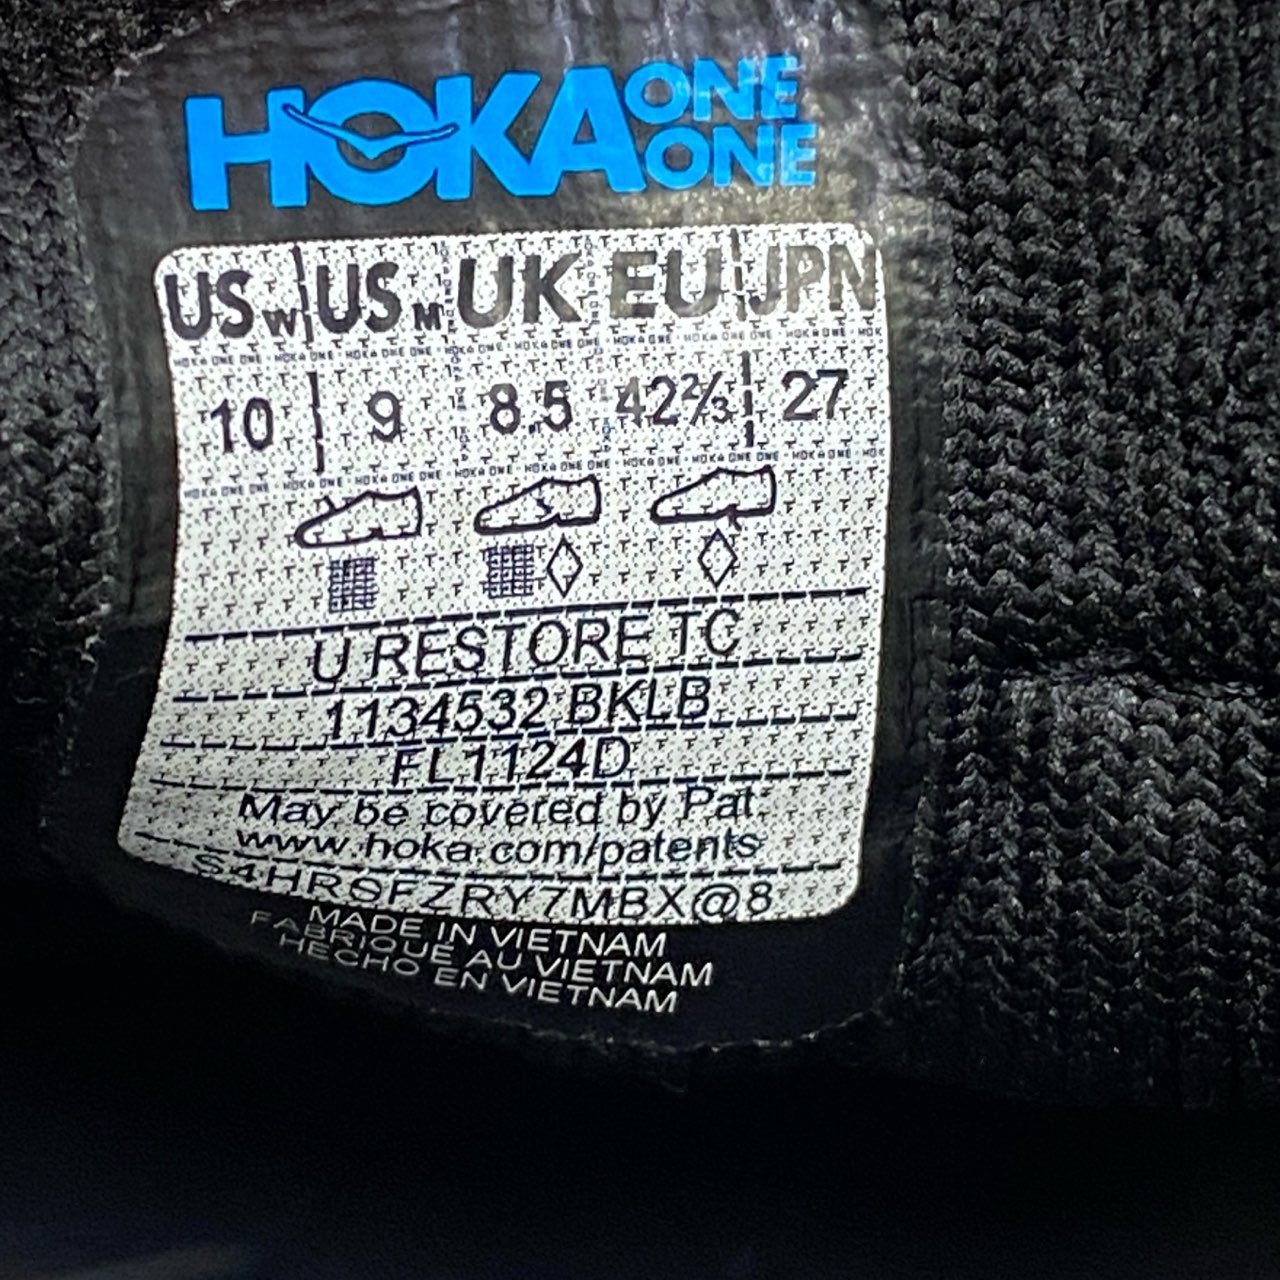 HOKA ONE ONE
US W US M UK EU JPN
10 9 8.5 42⅔ 27
U RESTORE TC
1134532 BKLB
FL1124D
May be covered by Pat.
www.hoka.com/patents
S4HR0FZRY7MBX@8
MADE IN VIETNAM
FABRIQUÉ AU VIETNAM
HECHO EN VIETNAM